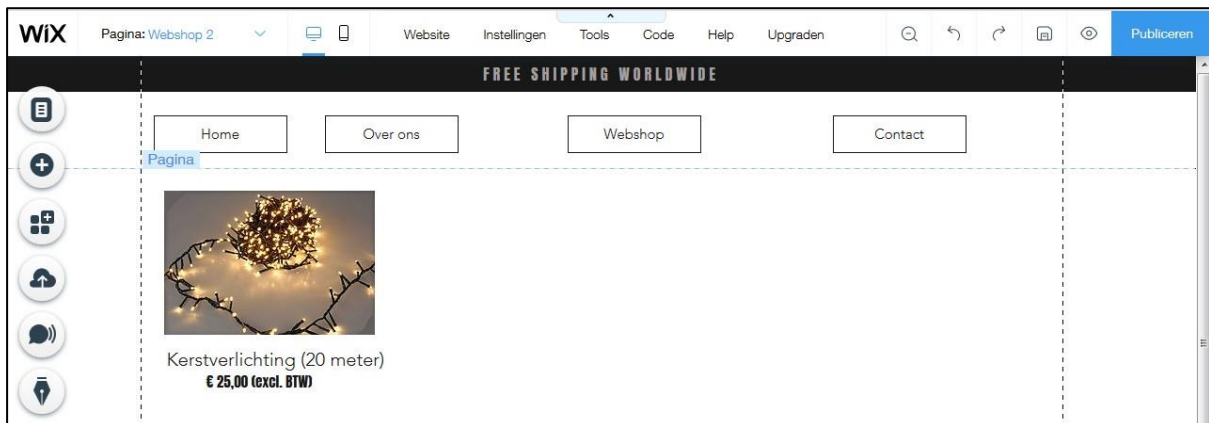 WiX Pagina: Webshop 2 Website Instellingen Tools Code Help Upgraden Publiceren
FREE SHIPPING WORLDWIDE
Home Over ons Webshop Contact
Pagina
Kerstverlichting (20 meter)
€ 25,00 (excl. BTW)